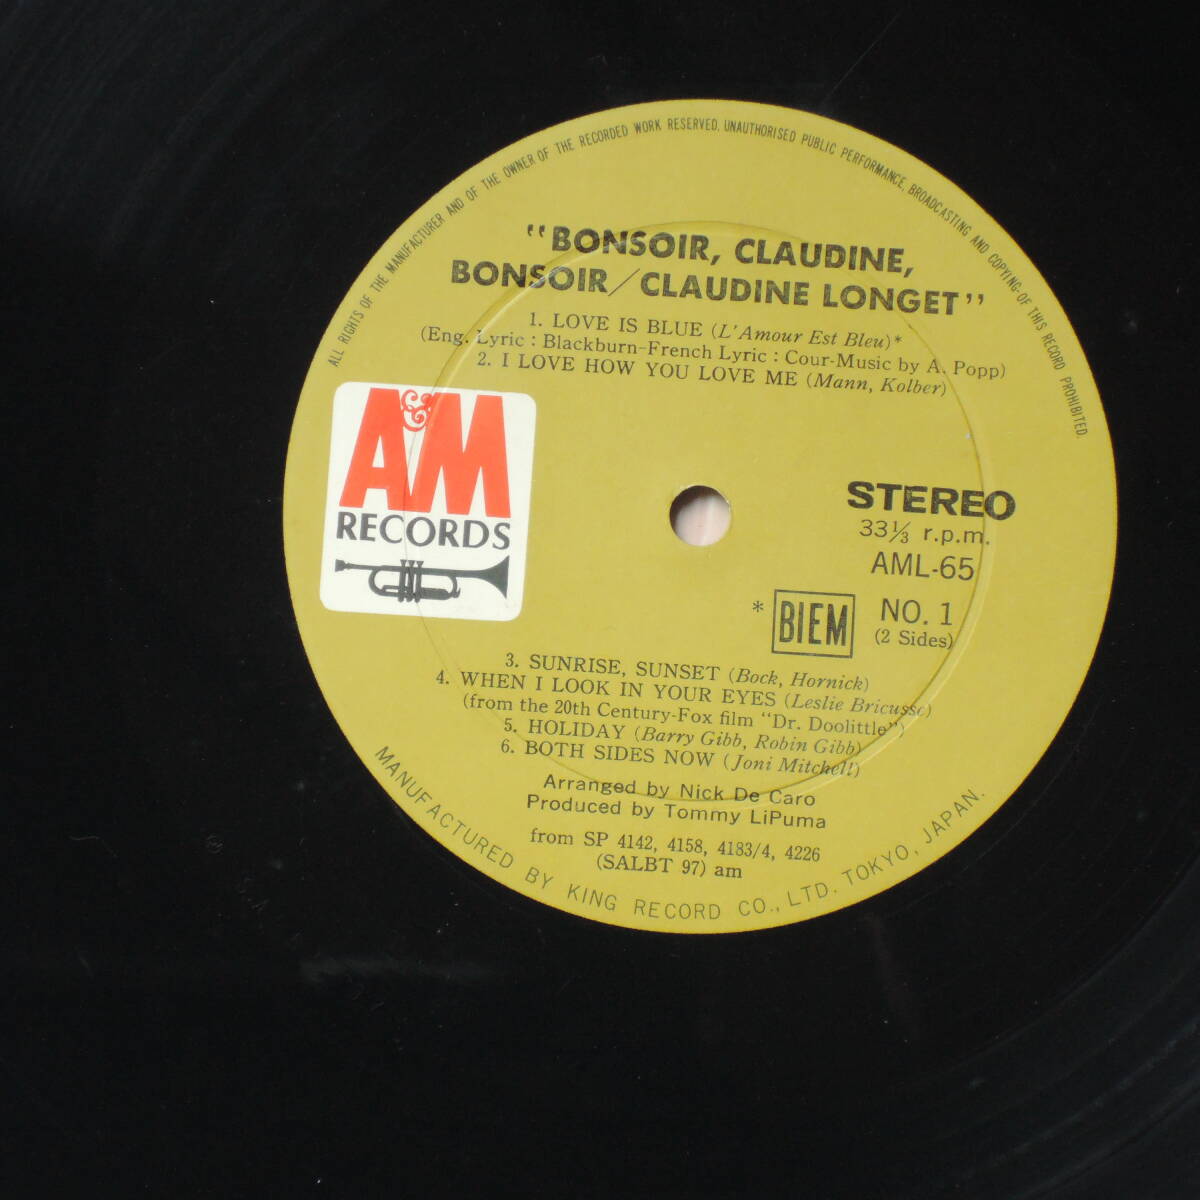 ALL RIGHTS OF THE MANUFACTURER AND OF THE OWNER OF THE RECORDED WORK RESERVED. UNAUTHORISED PUBLIC PERFORMANCE, BROADCASTING AND COPYING OF THIS RECORD PROHIBITED.
"BONSOIR, CLAUDINE,
BONSOIR/CLAUDINE LONGET"
1. LOVE IS BLUE (L'Amour Est Bleu)*
(Eng. Lyric : Blackburn-French Lyric : Cour-Music by A. Popp)
2. I LOVE HOW YOU LOVE ME (Mann, Kolber)
A&M
RECORDS
STEREO
33⅓ r.p.m.
AML-65
* BIEM NO. 1
(2 Sides)
3. SUNRISE, SUNSET (Bock, Hornick)
4. WHEN I LOOK IN YOUR EYES (Leslie Bricusse)
(from the 20th Century-Fox film "Dr. Doolittle")
5. HOLIDAY (Barry Gibb, Robin Gibb)
6. BOTH SIDES NOW (Joni Mitchell)
Arranged by Nick De Caro
Produced by Tommy LiPuma
from SP 4142, 4158, 4183/4, 4226
(SALBT 97) am
MANUFACTURED BY KING RECORD CO., LTD. TOKYO, JAPAN.